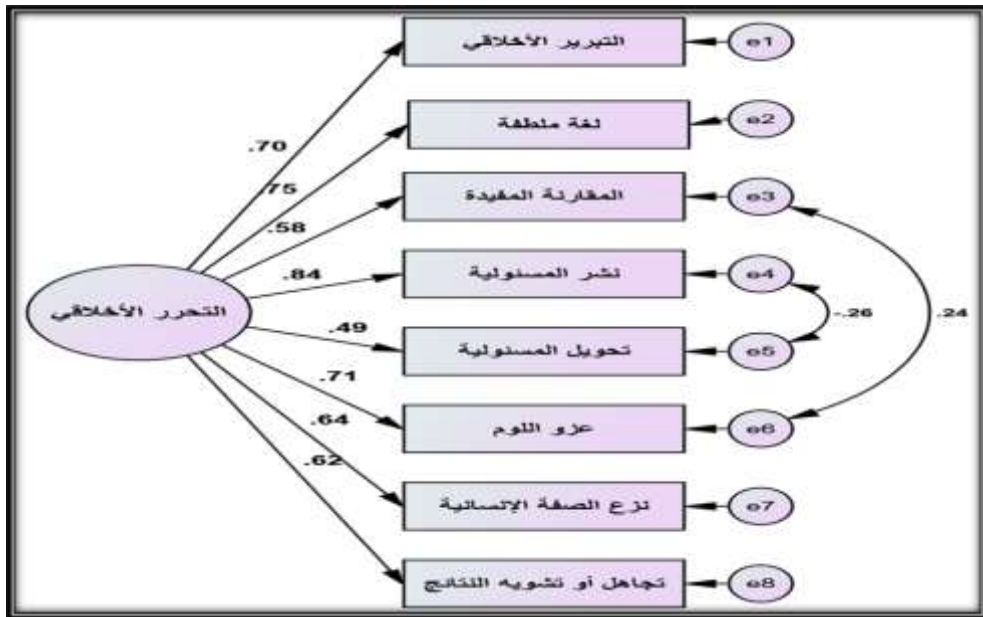 التبرير الأخلاقي
e1
.70
لغة ملطفة
e2
.75
المقارنة المفيدة
e3
.58
نشر المسئولية
e4
.84
التحرر الأخلاقي
-.26
.24
تحويل المسئولية
e5
.49
عزو اللوم
e6
.71
نزع الصفة الإنسانية
e7
.64
تجاهل أو تشويه النتائج
e8
.62